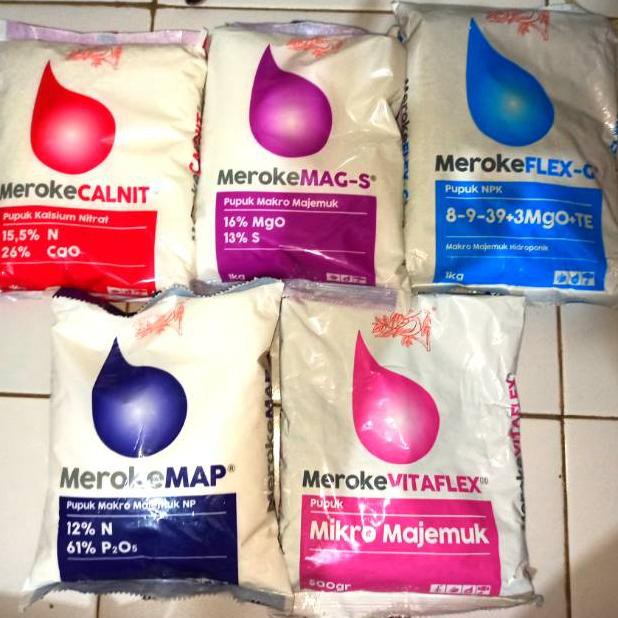 MerokeCALNIT
Pupuk Kalsium Nitrat
15,5% N
26% CaO
MerokeMAG-S®
Pupuk Makro Majemuk
16% MgO
13% S
1kg
MerokeFLEX-G
Pupuk NPK
8-9-39+3MgO+TE
Makro Majemuk Hidroponik
1kg
MerokeMAP®
Pupuk Makro Majemuk NP
12% N
61% P₂O₅
MerokeVITAFLEX
Pupuk
Mikro Majemuk
500gr
MerokeVITAFLEX